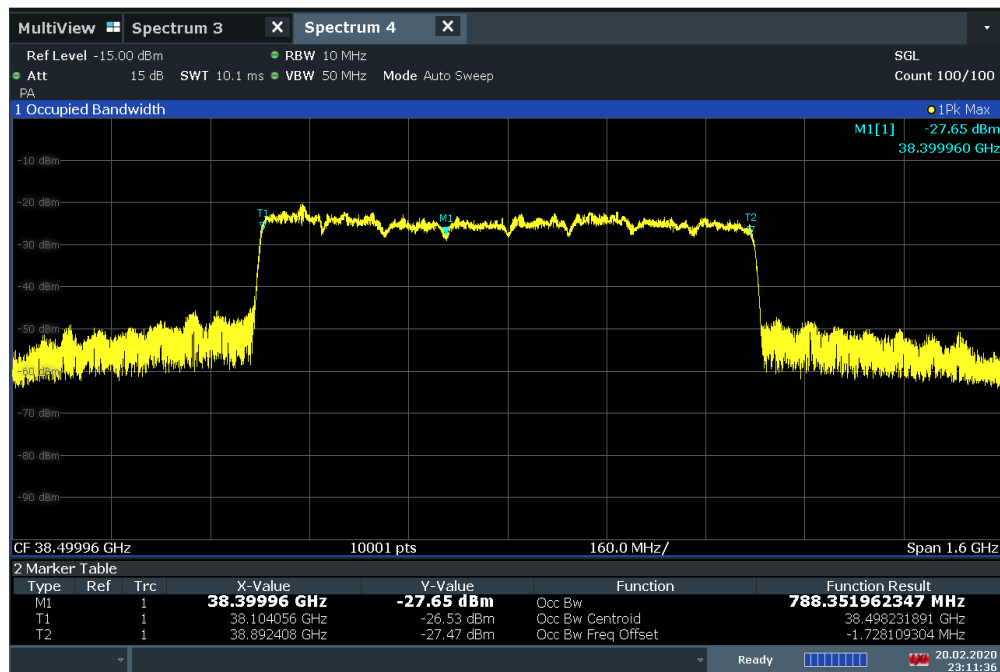 MultiView Spectrum 3 X Spectrum 4 X
Ref Level -15.00 dBm RBW 10 MHz SGL
Att 15 dB SWT 10.1 ms VBW 50 MHz Mode Auto Sweep Count 100/100
PA
1 Occupied Bandwidth 1Pk Max
M1[1] -27.65 dBm
38.399960 GHz
-10 dBm
-20 dBm
T1 M1 T2
-30 dBm
-40 dBm
-50 dBm
-60 dBm
-70 dBm
-80 dBm
-90 dBm
CF 38.49996 GHz 10001 pts 160.0 MHz/ Span 1.6 GHz
2 Marker Table
Type Ref Trc X-Value Y-Value Function Function Result
M1 1 38.39996 GHz -27.65 dBm Occ Bw 788.351962347 MHz
T1 1 38.104056 GHz -26.53 dBm Occ Bw Centroid 38.498231891 GHz
T2 1 38.892408 GHz -27.47 dBm Occ Bw Freq Offset -1.728109304 MHz
Ready 20.02.2020
23:11:36